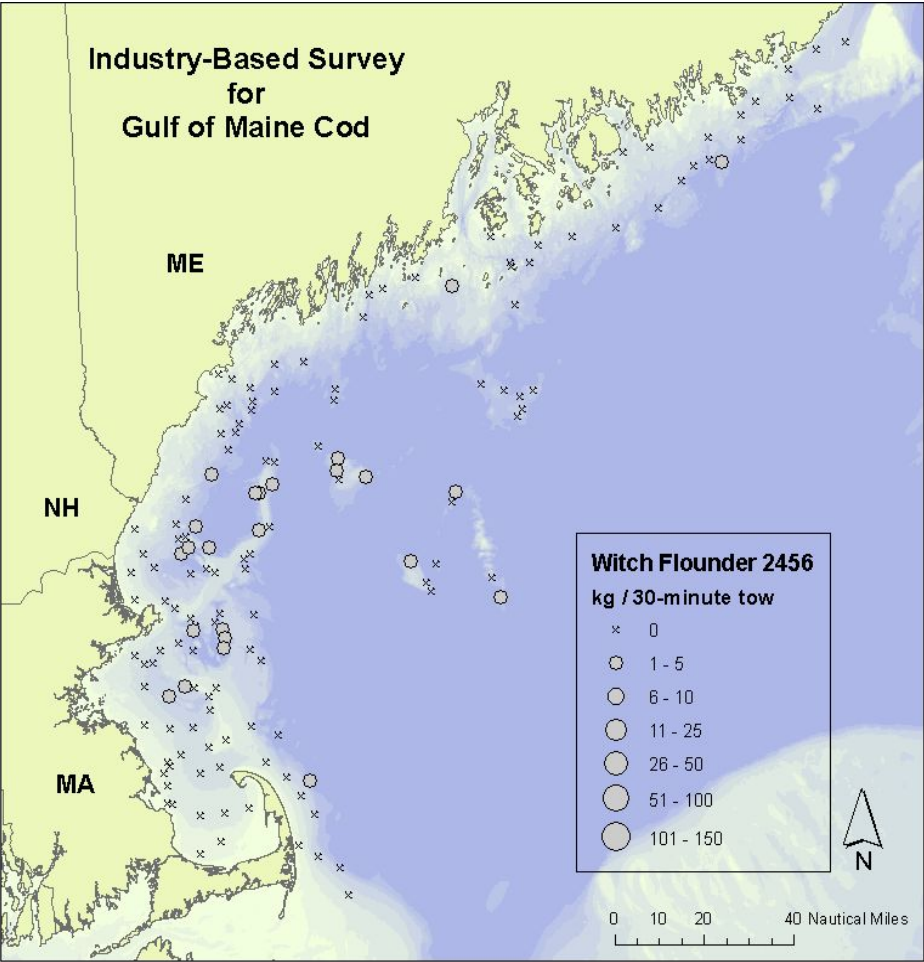 Industry-Based Survey
for
Gulf of Maine Cod
ME
NH
MA
Witch Flounder 2456
kg / 30-minute tow
0
1 - 5
6 - 10
11 - 25
26 - 50
51 - 100
101 - 150
N
0 10 20 40 Nautical Miles